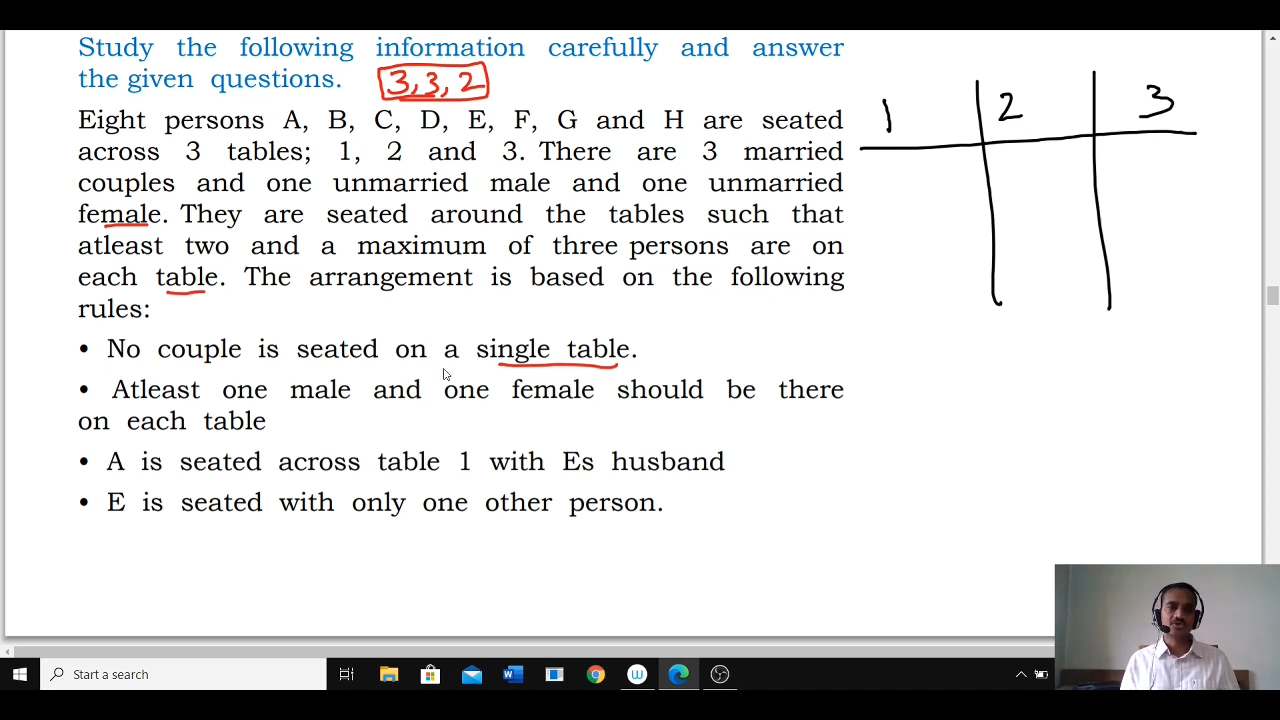 Study the following information carefully and answer
the given questions. 3, 3, 2
Eight persons A, B, C, D, E, F, G and H are seated
across 3 tables; 1, 2 and 3. There are 3 married
couples and one unmarried male and one unmarried
female. They are seated around the tables such that
atleast two and a maximum of three persons are on
each table. The arrangement is based on the following
rules:
• No couple is seated on a single table.
• Atleast one male and one female should be there
on each table
• A is seated across table 1 with Es husband
• E is seated with only one other person.
1 2 3
Start a search